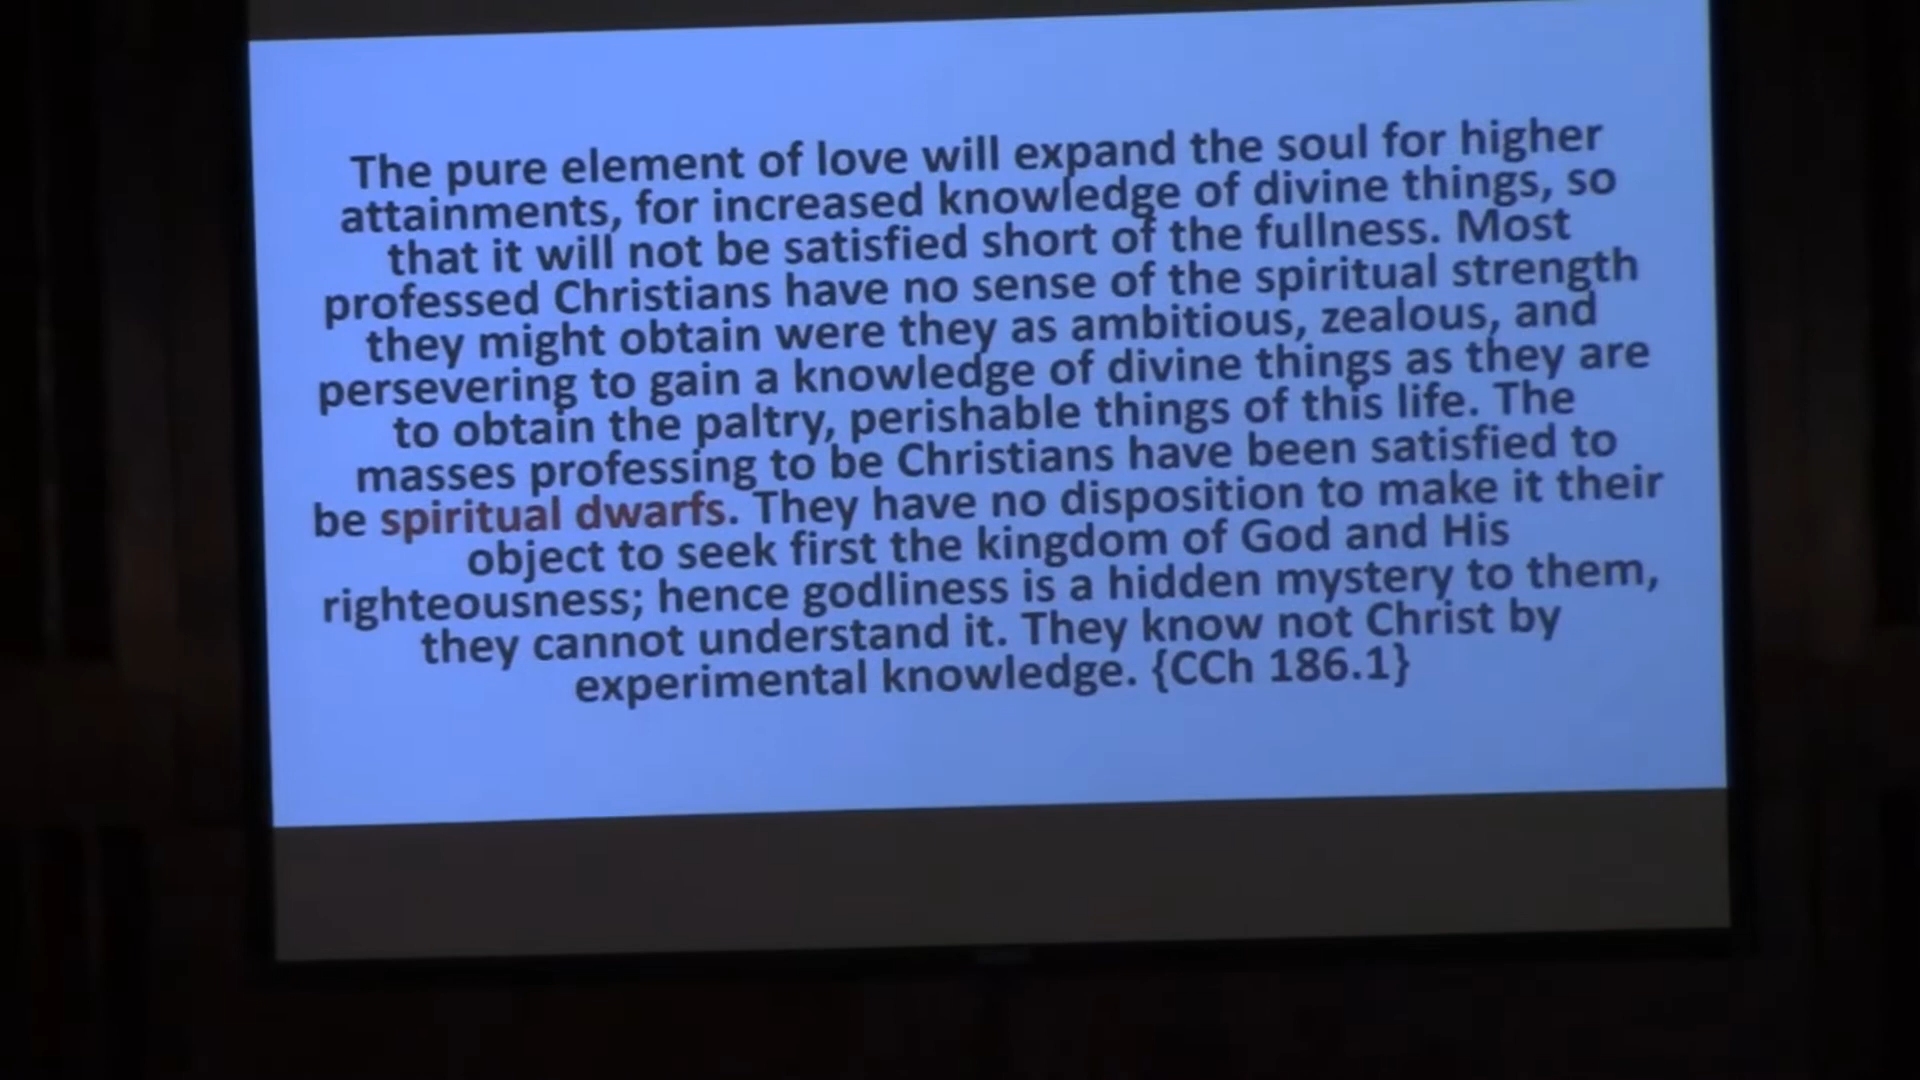 The pure element of love will expand the soul for higher
attainments, for increased knowledge of divine things, so
that it will not be satisfied short of the fullness. Most
professed Christians have no sense of the spiritual strength
they might obtain were they as ambitious, zealous, and
persevering to gain a knowledge of divine things as they are
to obtain the paltry, perishable things of this life. The
masses professing to be Christians have been satisfied to
be spiritual dwarfs. They have no disposition to make it their
object to seek first the kingdom of God and His
righteousness; hence godliness is a hidden mystery to them,
they cannot understand it. They know not Christ by
experimental knowledge. {CCh 186.1}